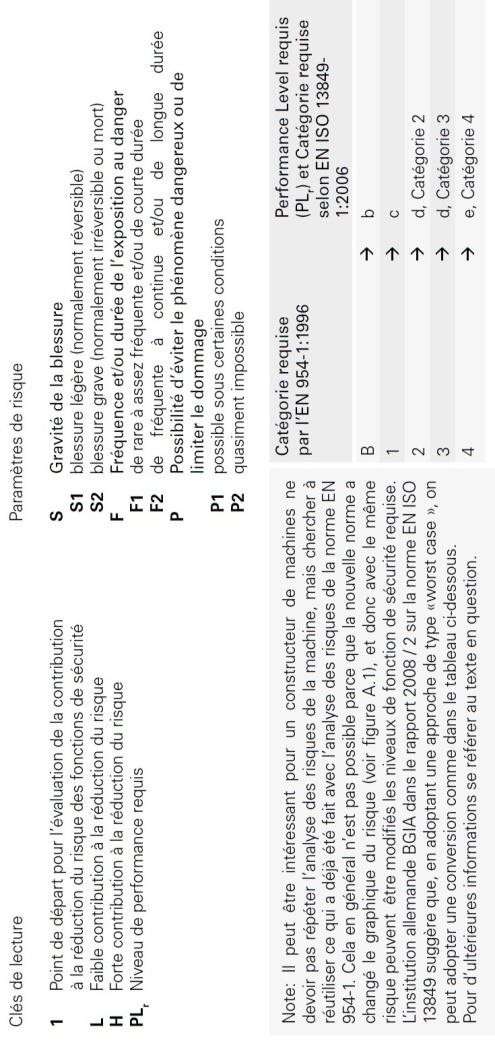 Clés de lecture
1 Point de départ pour l'évaluation de la contribution
à la réduction du risque des fonctions de sécurité
L Faible contribution à la réduction du risque
H Forte contribution à la réduction du risque
PLr Niveau de performance requis
Paramètres de risque
S Gravité de la blessure
S1 blessure légère (normalement réversible)
S2 blessure grave (normalement irréversible ou mort)
F Fréquence et/ou durée de l'exposition au danger
F1 de rare à assez fréquente et/ou de courte durée
F2 de fréquente à continue et/ou de longue durée
P Possibilité d'éviter le phénomène dangereux ou de
limiter le dommage
P1 possible sous certaines conditions
P2 quasiment impossible
Note: Il peut être intéressant pour un constructeur de machines ne
devoir pas répéter l'analyse des risques de la machine, mais chercher à
réutiliser ce qui a déjà été fait avec l'analyse des risques de la norme EN
954-1. Cela en général n'est pas possible parce que la nouvelle norme a
changé le graphique du risque (voir figure A.1), et donc avec le même
risque peuvent être modifiés les niveaux de fonction de sécurité requise.
L'institution allemande BGIA dans le rapport 2008 / 2 sur la norme EN ISO
13849 suggère que, en adoptant une approche de type «worst case », on
peut adopter une conversion comme dans le tableau ci-dessous.
Pour d'ultérieures informations se référer au texte en question.
Catégorie requise
par l'EN 954-1:1996
Performance Level requis
(PLr) et Catégorie requise
selon EN ISO 13849-
1:2006
B → b
1 → c
2 → d, Catégorie 2
3 → d, Catégorie 3
4 → e, Catégorie 4